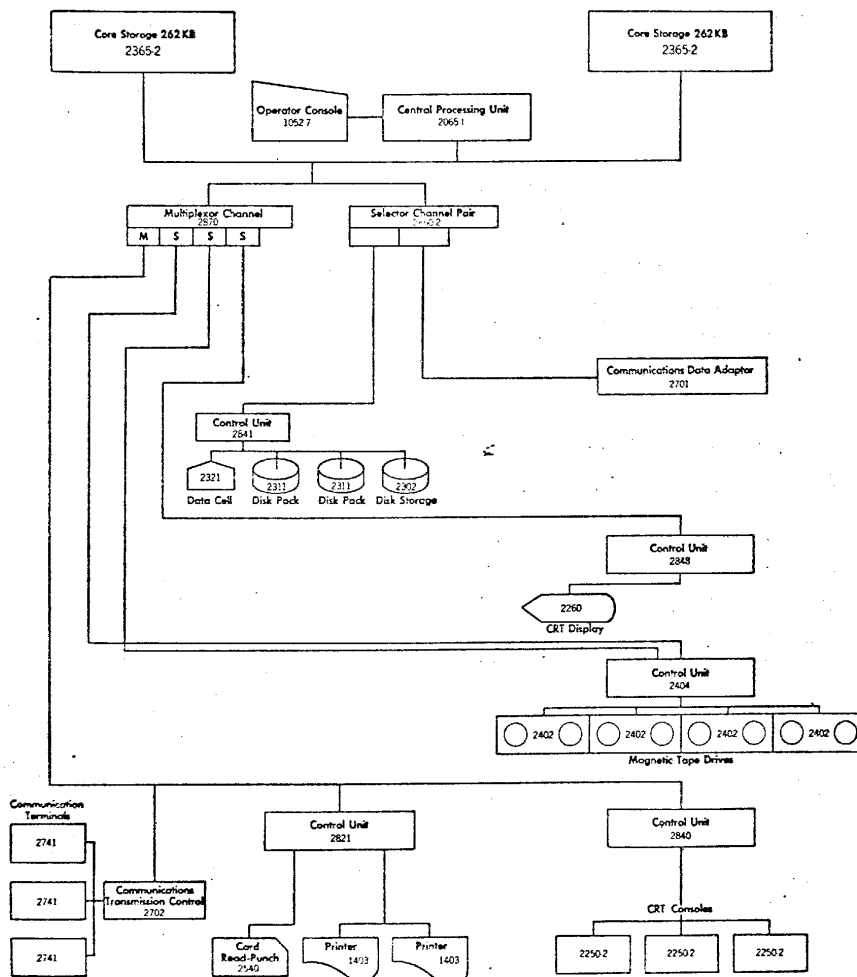 Core Storage 262KB
2365-2
Core Storage 262KB
2365-2
Operator Console
1052-7
Central Processing Unit
2065-1
Multiplexor Channel
2870
M S S S
Selector Channel Pair
Communications Data Adaptor
2701
Control Unit
2841
2321
2311
2311
2302
Data Cell
Disk Pack
Disk Pack
Disk Storage
Control Unit
2848
2260
CRT Display
Control Unit
2404
2402
2402
2402
2402
Magnetic Tape Drives
Communication
Terminals
2741
2741
2741
Communications
Transmission Control
2702
Control Unit
2821
Card
Read-Punch
2540
Printer
1403
Printer
1403
Control Unit
2840
CRT Consoles
2250-2
2250-2
2250-2